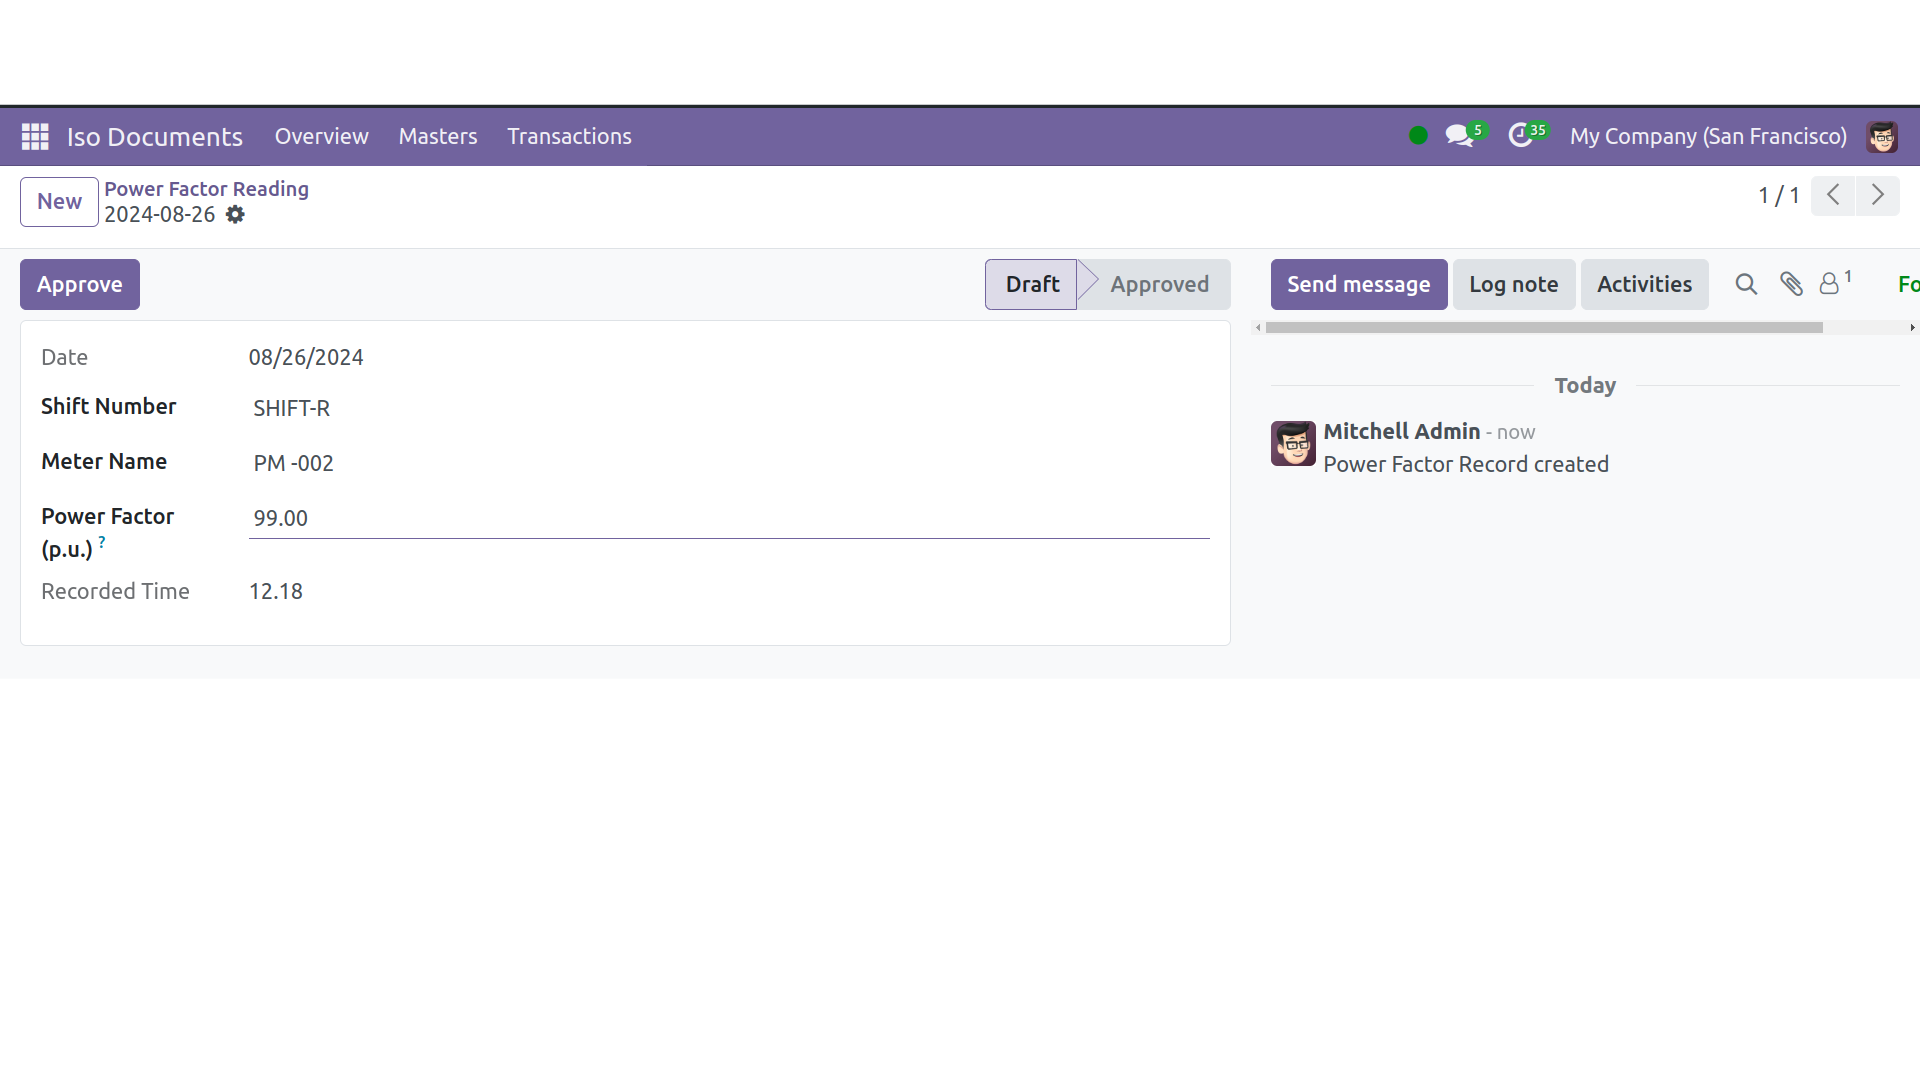 Iso Documents Overview Masters Transactions 5 35 My Company (San Francisco)
New Power Factor Reading 1 / 1
2024-08-26
Approve Draft Approved Send message Log note Activities 1 Fo
Date 08/26/2024
Shift Number SHIFT-R
Meter Name PM -002
Power Factor
(p.u.) ? 99.00
Recorded Time 12.18
Today
Mitchell Admin - now
Power Factor Record created